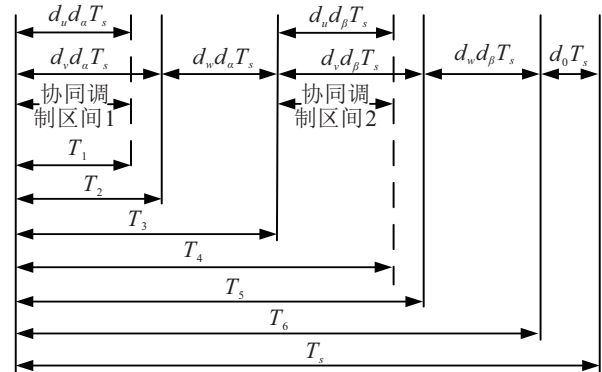 d_u d_α T_s d_u d_β T_s
d_v d_α T_s d_w d_α T_s d_v d_β T_s d_w d_β T_s d_0 T_s
协同调 协同调
制区间1 制区间2
T_1
T_2
T_3
T_4
T_5
T_6
T_s